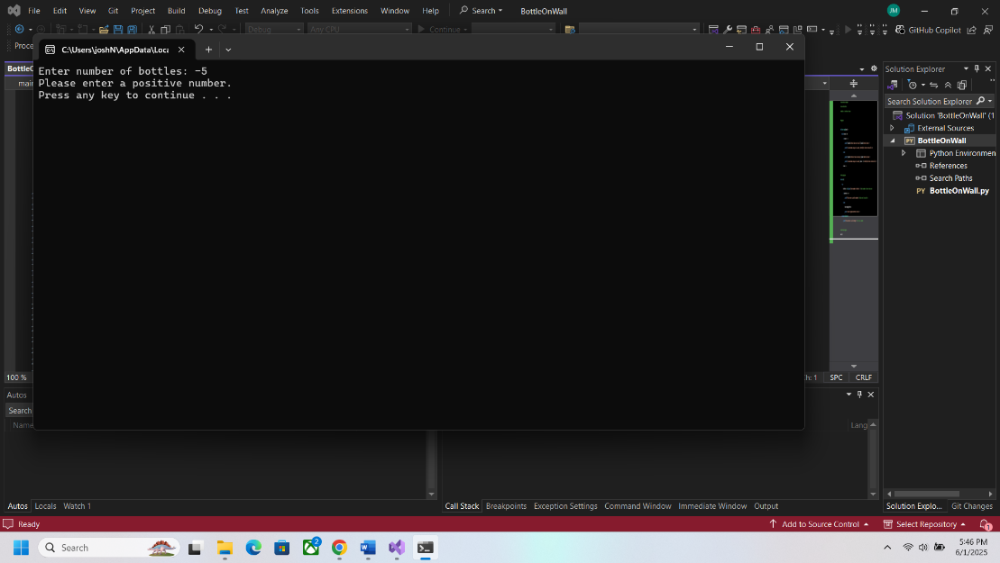 File Edit View Git Project Build Debug Test Analyze Tools Extensions Window Help Search BottleOnWall JM
Debug Any CPU Continue GitHub Copilot
Proce
C:\Users\joshN\AppData\Loca
Enter number of bottles: -5
Please enter a positive number.
Press any key to continue . . .
BottleO
main
Solution Explorer
Search Solution Explorer
Solution 'BottleOnWall' (1
External Sources
PY BottleOnWall
Python Environmen
References
Search Paths
PY BottleOnWall.py
100 %
Ch: 1 SPC CRLF
Autos
Search
Name
Lang
Autos Locals Watch 1
Call Stack Breakpoints Exception Settings Command Window Immediate Window Output
Solution Explo... Git Changes
Ready
Add to Source Control Select Repository 1
Search
2
5:46 PM
6/1/2025